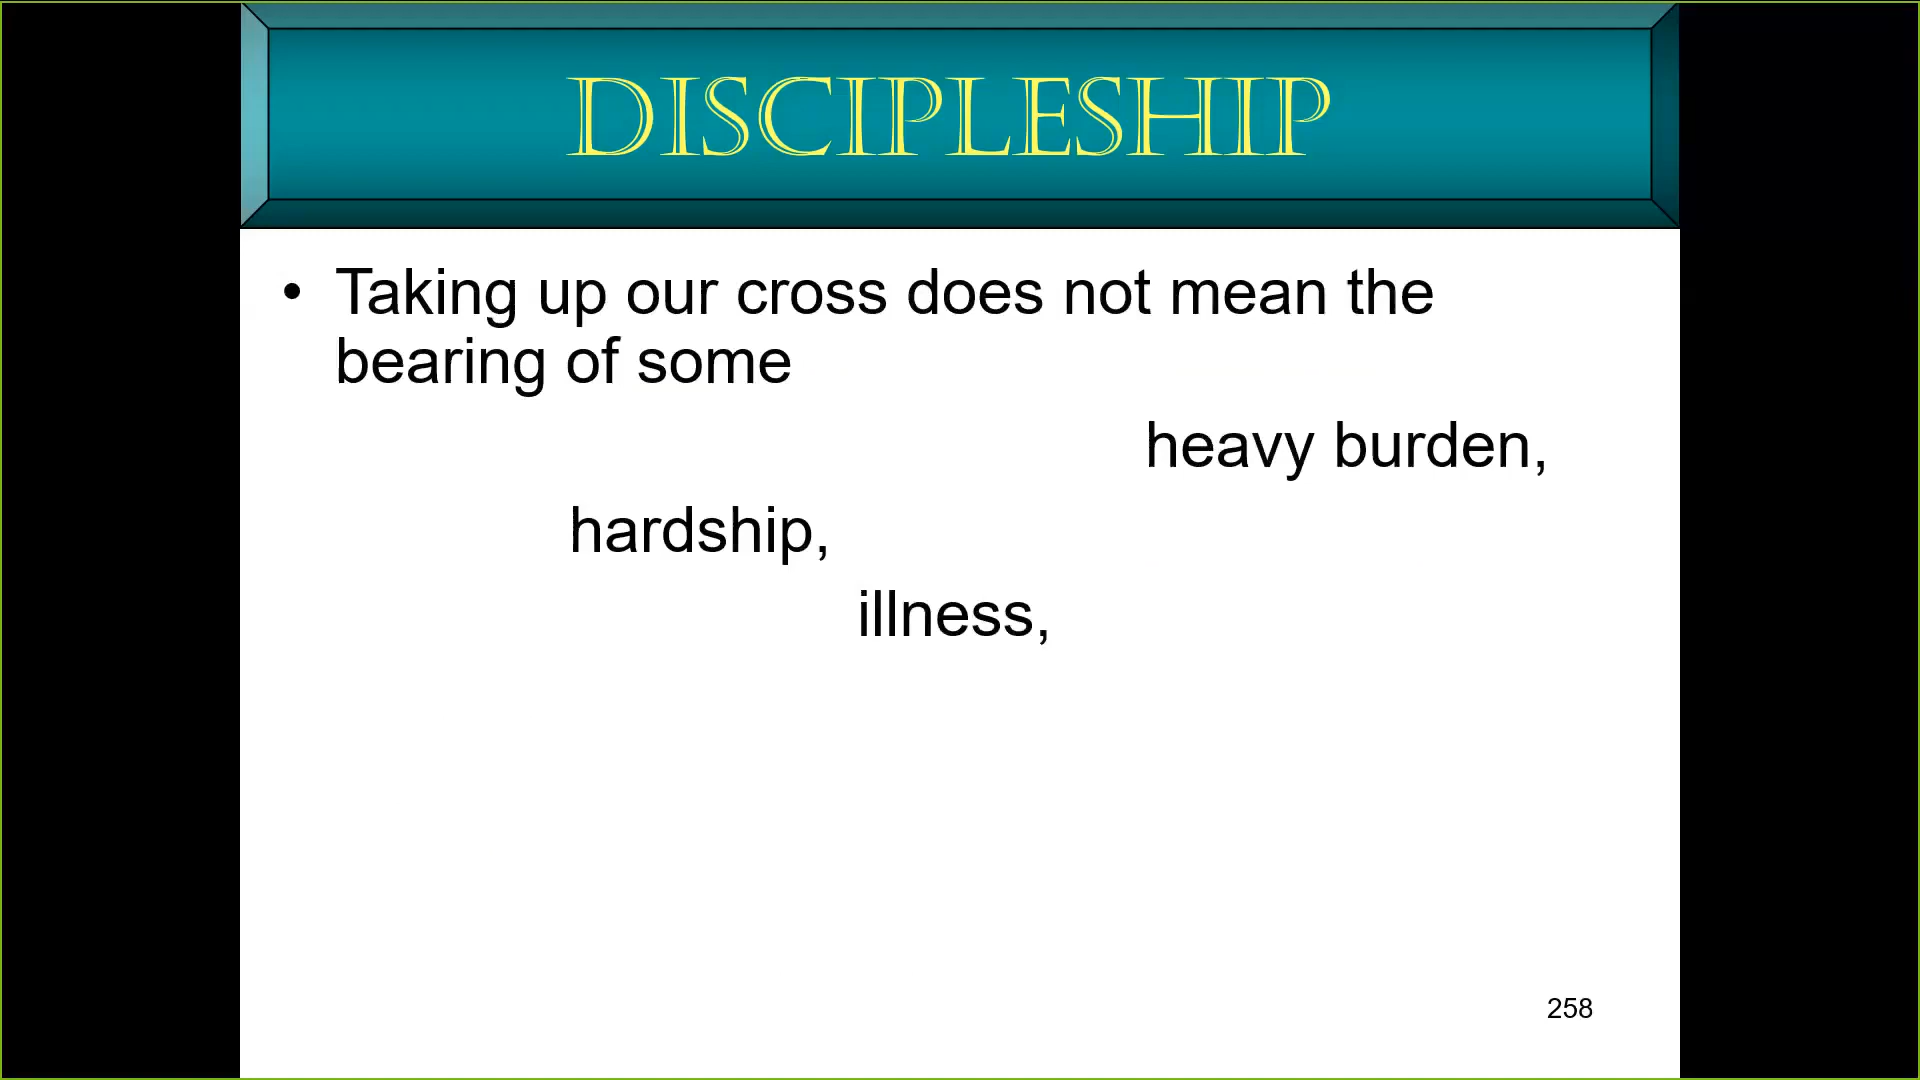 DISCIPLESHIP
• Taking up our cross does not mean the
bearing of some
heavy burden,
hardship,
illness,
258